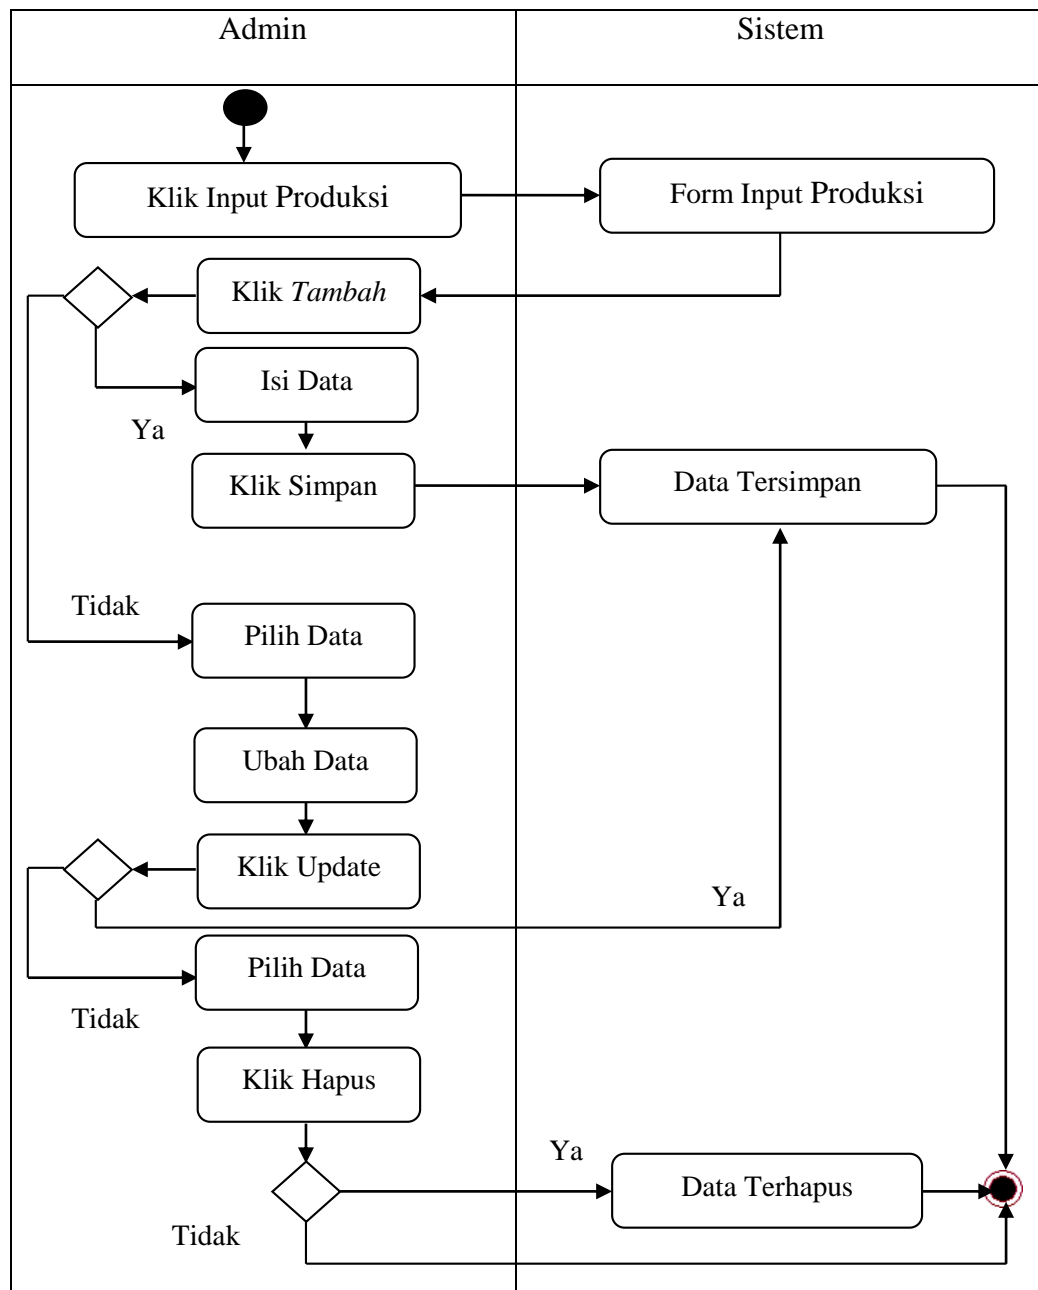 Admin
Sistem
Klik Input Produksi
Form Input Produksi
Klik Tambah
Isi Data
Ya
Klik Simpan
Data Tersimpan
Tidak
Pilih Data
Ubah Data
Klik Update
Ya
Pilih Data
Tidak
Klik Hapus
Ya
Data Terhapus
Tidak